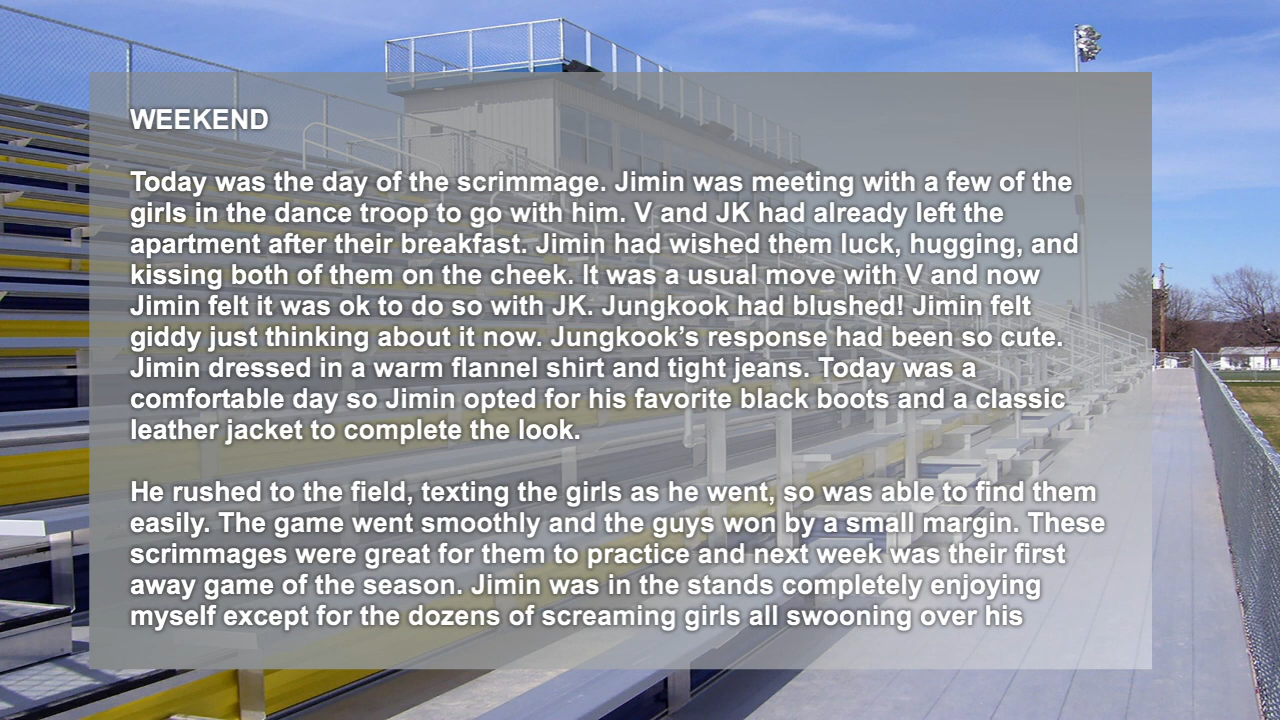 WEEKEND
Today was the day of the scrimmage. Jimin was meeting with a few of the
girls in the dance troop to go with him. V and JK had already left the
apartment after their breakfast. Jimin had wished them luck, hugging, and
kissing both of them on the cheek. It was a usual move with V and now
Jimin felt it was ok to do so with JK. Jungkook had blushed! Jimin felt
giddy just thinking about it now. Jungkook’s response had been so cute.
Jimin dressed in a warm flannel shirt and tight jeans. Today was a
comfortable day so Jimin opted for his favorite black boots and a classic
leather jacket to complete the look.
He rushed to the field, texting the girls as he went, so was able to find them
easily. The game went smoothly and the guys won by a small margin. These
scrimmages were great for them to practice and next week was their first
away game of the season. Jimin was in the stands completely enjoying
myself except for the dozens of screaming girls all swooning over his